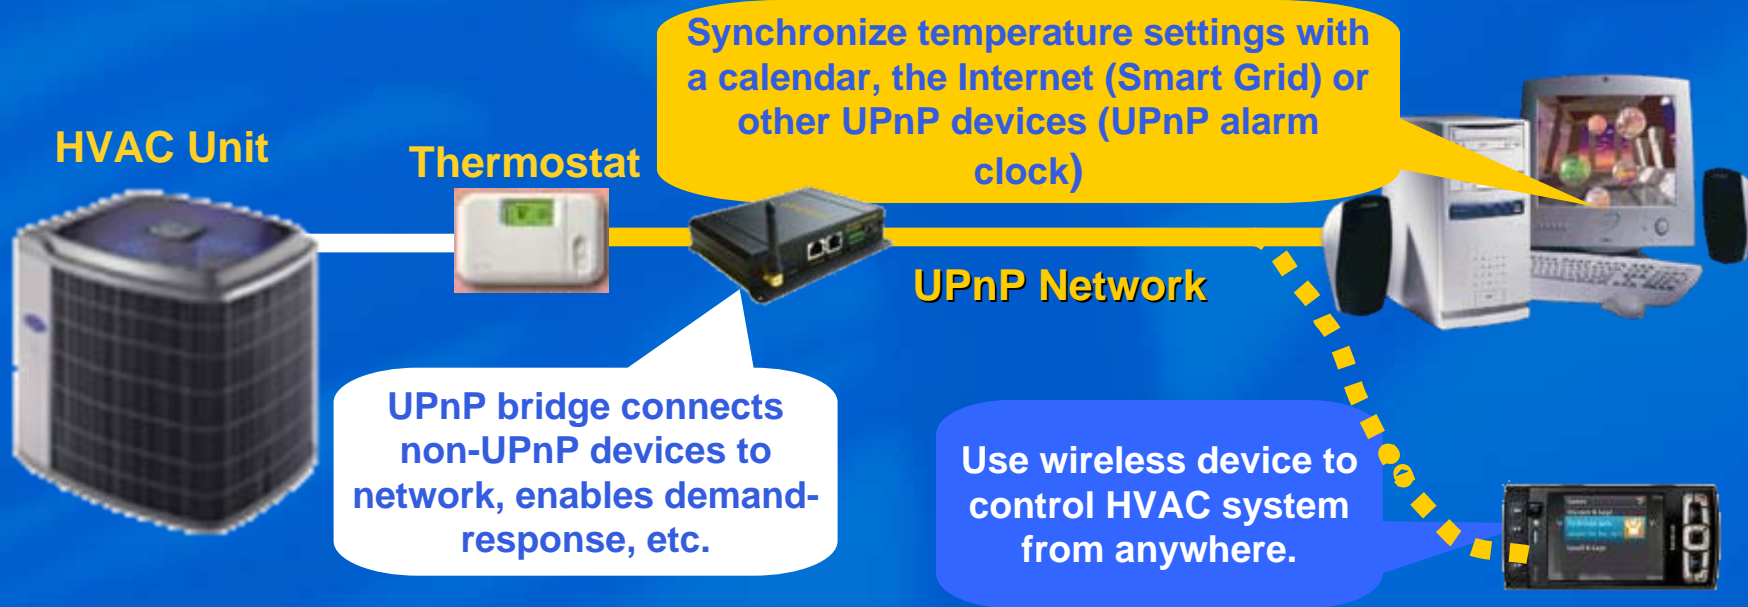 Synchronize temperature settings with
a calendar, the Internet (Smart Grid) or
other UPnP devices (UPnP alarm
clock)
HVAC Unit
Thermostat
UPnP Network
UPnP bridge connects
non-UPnP devices to
network, enables demand-
response, etc.
Use wireless device to
control HVAC system
from anywhere.